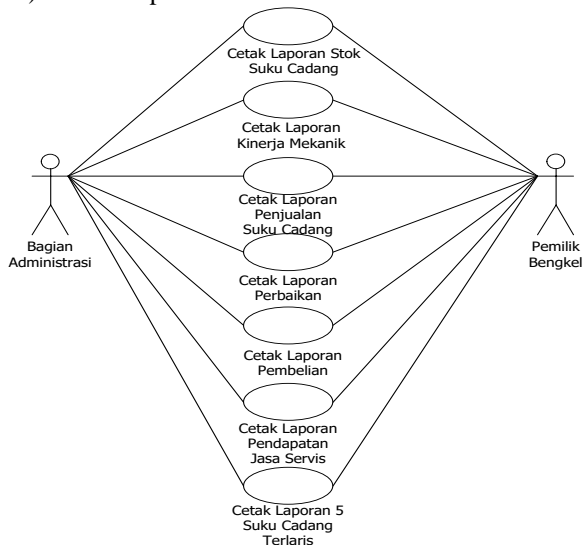 Cetak Laporan Stok
Suku Cadang
Cetak Laporan
Kinerja Mekanik
Cetak Laporan
Penjualan
Suku Cadang
Bagian
Administrasi
Pemilik
Bengkel
Cetak Laporan
Perbaikan
Cetak Laporan
Pembelian
Cetak Laporan
Pendapatan
Jasa Servis
Cetak Laporan 5
Suku Cadang
Terlaris